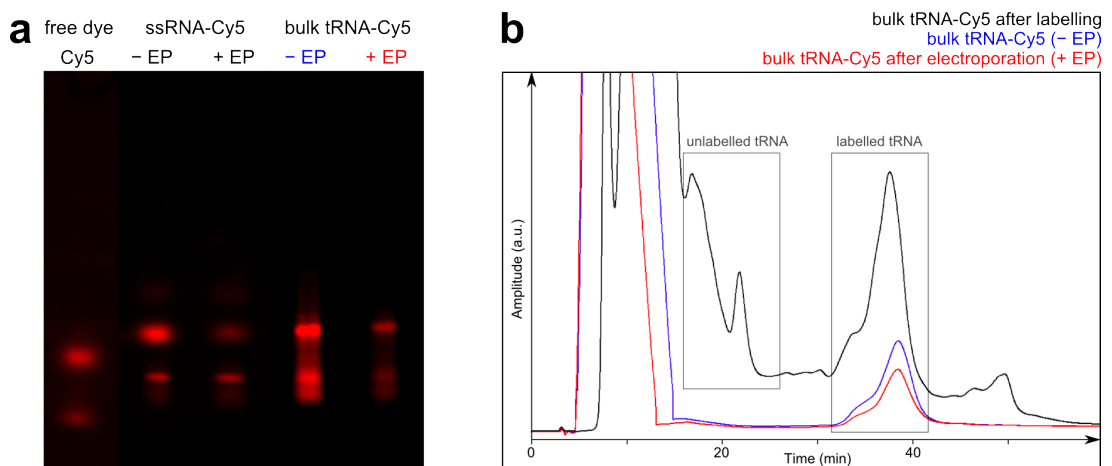 a
free dye ssRNA-Cy5 bulk tRNA-Cy5
Cy5 − EP + EP − EP + EP
b
bulk tRNA-Cy5 after labelling
bulk tRNA-Cy5 (− EP)
bulk tRNA-Cy5 after electroporation (+ EP)
unlabelled tRNA
labelled tRNA
Amplitude (a.u.)
0 20 40
Time (min)